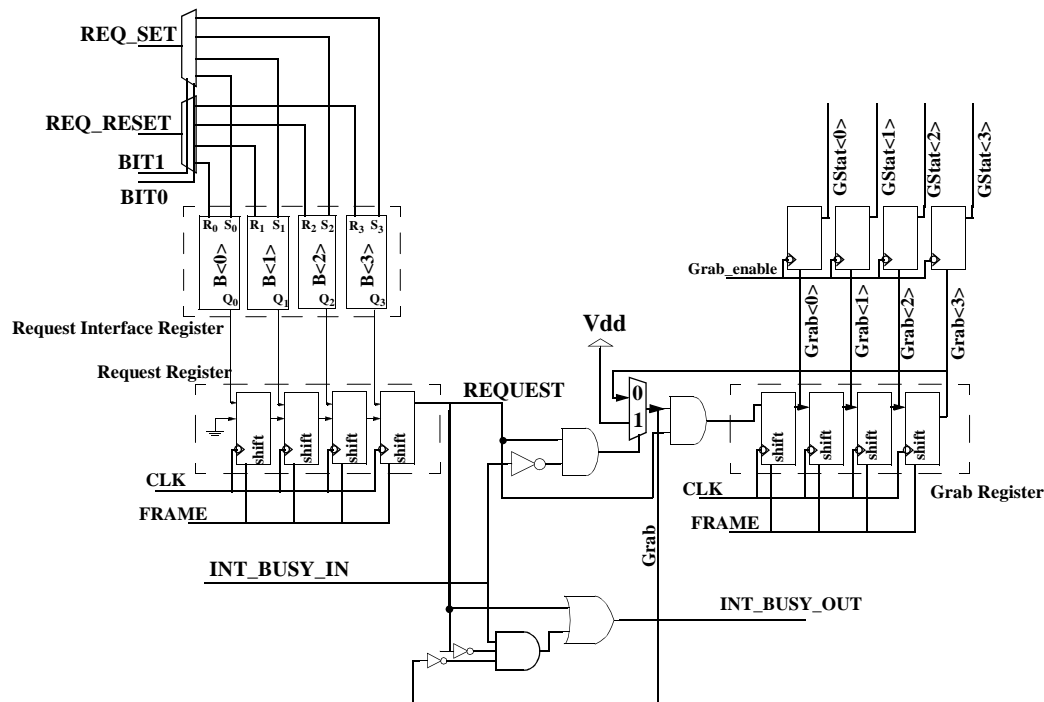 REQ_SET
REQ_RESET
BIT1
BIT0
R0 S0 R1 S1 R2 S2 R3 S3
B<0> B<1> B<2> B<3>
Q0 Q1 Q2 Q3
Request Interface Register
Request Register
shift shift shift shift
CLK
FRAME
REQUEST
Vdd
0
1
GStat<0> GStat<1> GStat<2> GStat<3>
Grab_enable
Grab<0> Grab<1> Grab<2> Grab<3>
shift shift shift shift
CLK
Grab Register
FRAME
Grab
INT_BUSY_IN
INT_BUSY_OUT